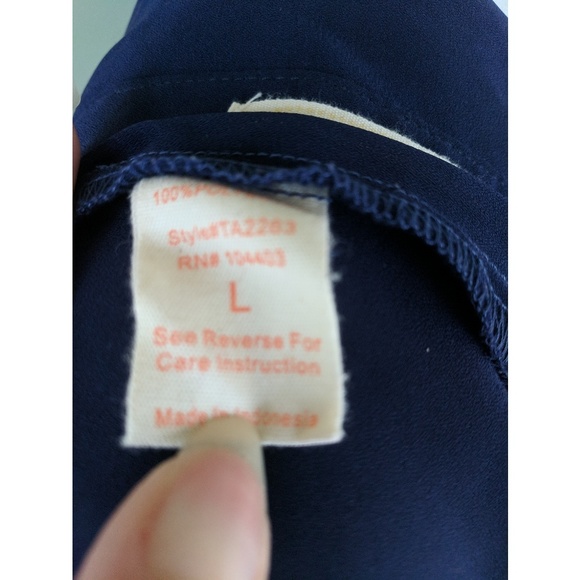 100%
Style#TA2263
RN# 104403
L
See Reverse For
Care Instruction
Made In Indonesia